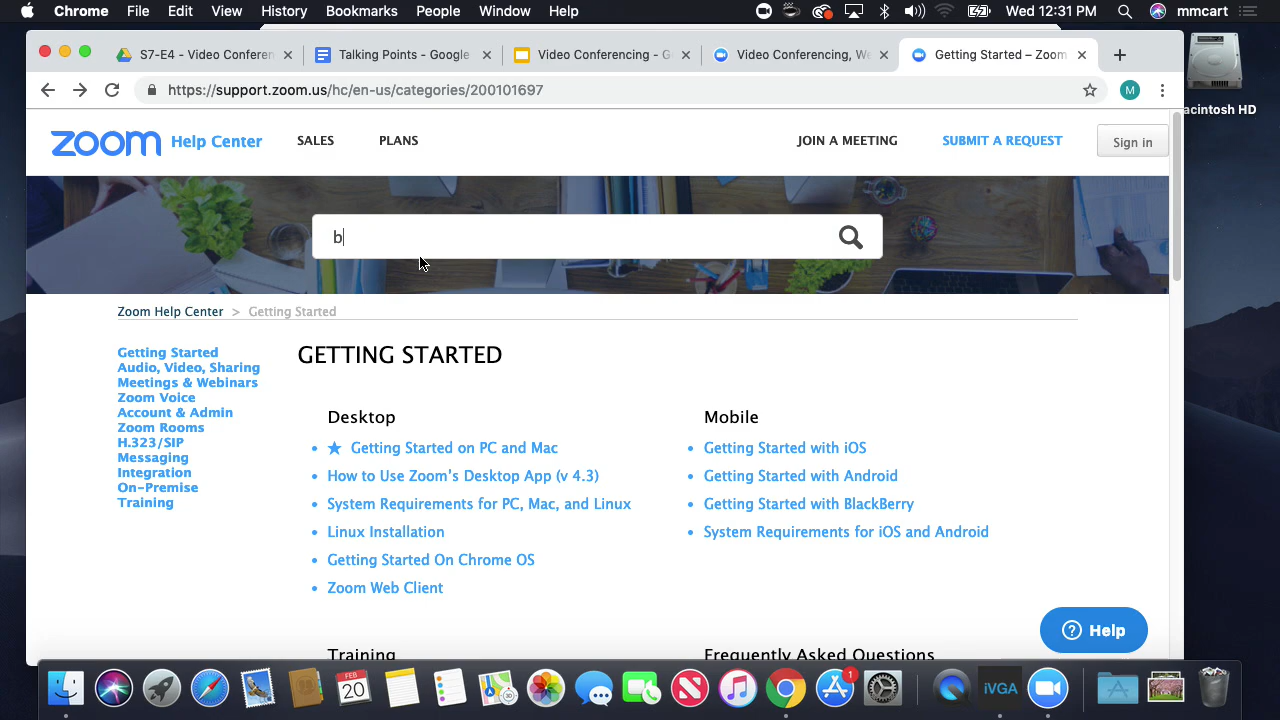 Chrome File Edit View History Bookmarks People Window Help Wed 12:31 PM mmcart
S7-E4 - Video Conferen Talking Points - Google Video Conferencing - G Video Conferencing, We Getting Started – Zoom
https://support.zoom.us/hc/en-us/categories/200101697 M
acintosh HD
zoom Help Center SALES PLANS JOIN A MEETING SUBMIT A REQUEST Sign in
b
Zoom Help Center > Getting Started
Getting Started
Audio, Video, Sharing
Meetings & Webinars
Zoom Voice
Account & Admin
Zoom Rooms
H.323/SIP
Messaging
Integration
On-Premise
Training
GETTING STARTED
Desktop
Getting Started on PC and Mac
How to Use Zoom's Desktop App (v 4.3)
System Requirements for PC, Mac, and Linux
Linux Installation
Getting Started On Chrome OS
Zoom Web Client
Mobile
Getting Started with iOS
Getting Started with Android
Getting Started with BlackBerry
System Requirements for iOS and Android
Training
Frequently Asked Questions
Help
FEB
20
1
iVGA